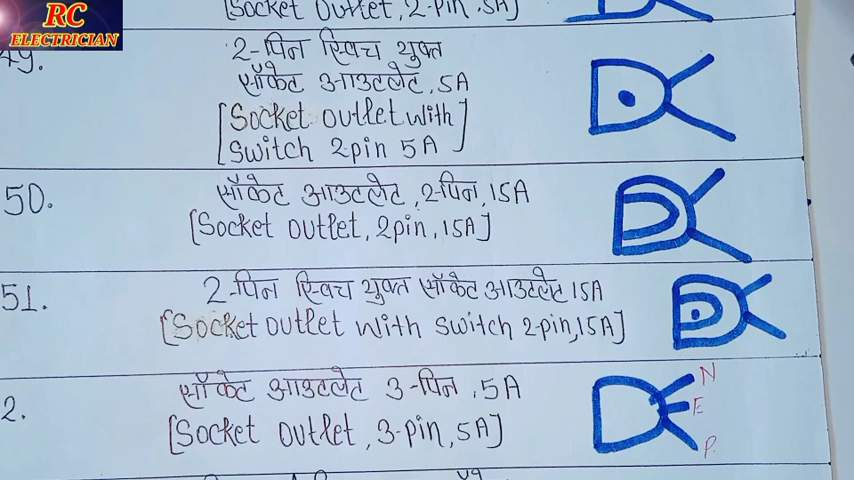 RC
ELECTRICIAN
[Socket outlet, 2-pin, 5A]
49.
2-पिन स्विच युक्त
सॉकेट आउटलेट, 5A
[Socket outlet with
switch 2-pin 5A]
50.
सॉकेट आउटलेट, 2-पिन, 15A
[Socket outlet, 2pin, 15A]
51.
2-पिन स्विच युक्त सॉकेट आउटलेट 15A
[Socket outlet with switch 2-pin, 15A]
2.
सॉकेट आउटलेट 3-पिन, 5A
[Socket outlet, 3-pin, 5A]
N
E
P